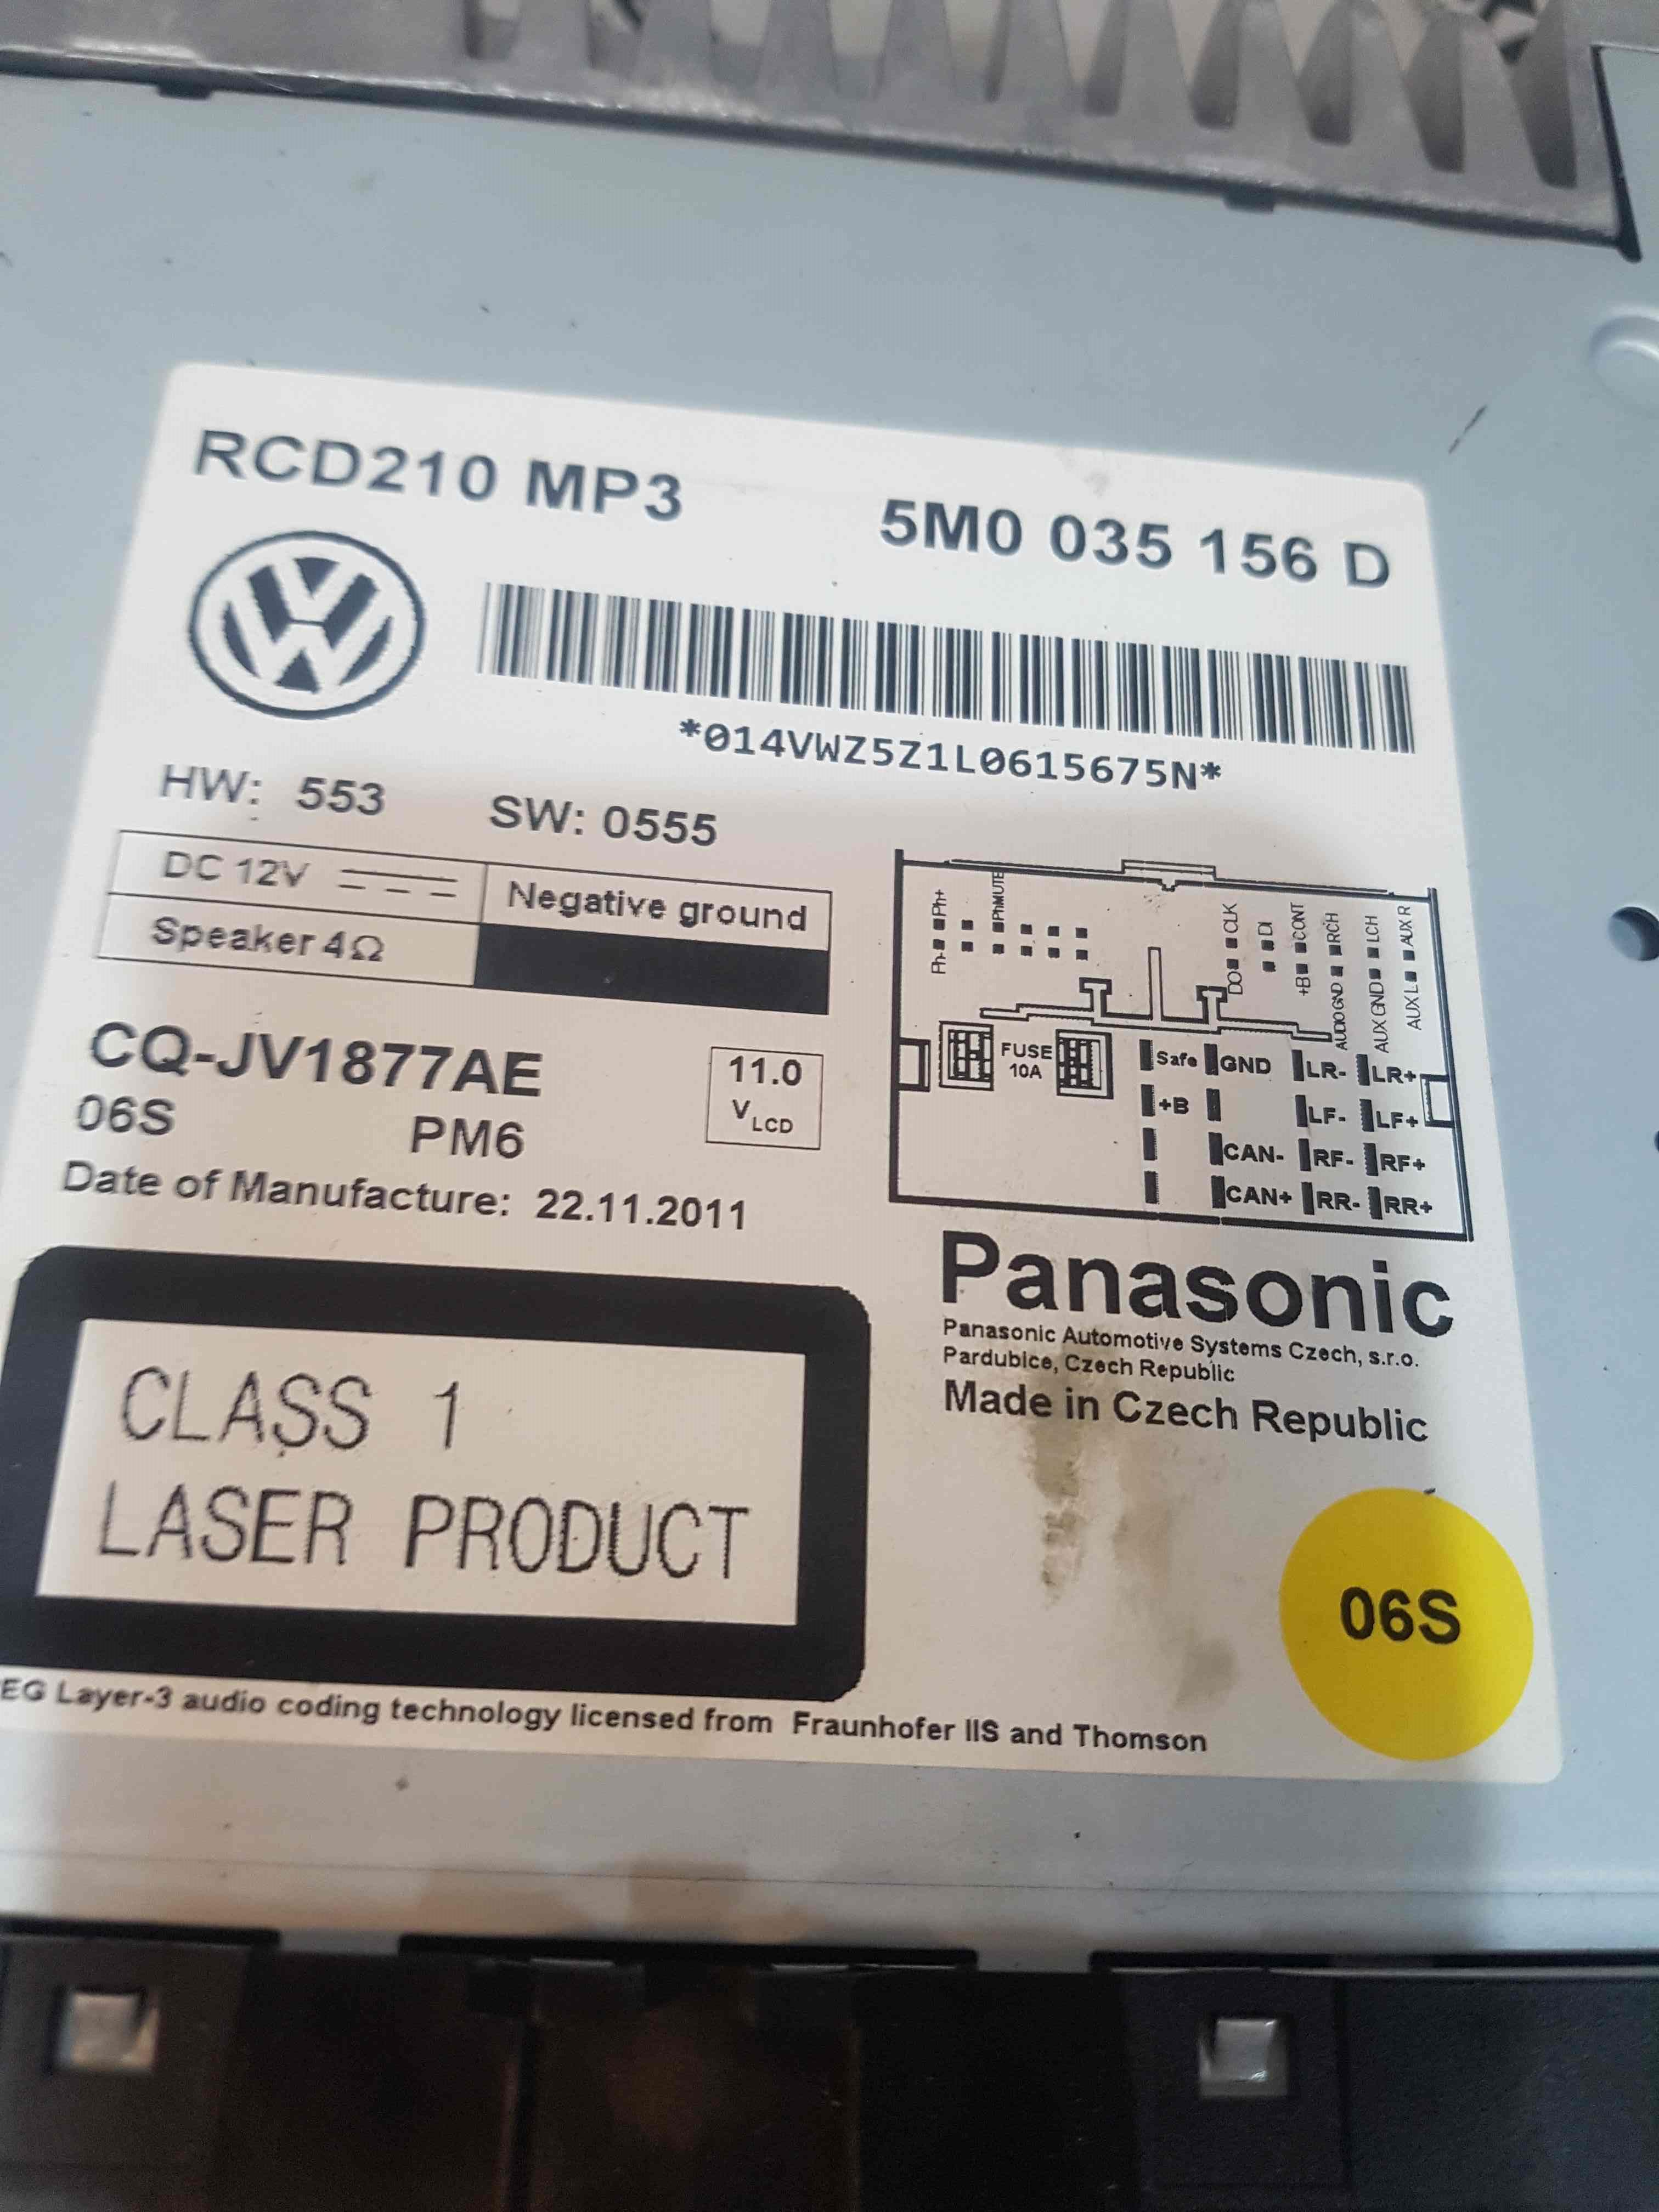 RCD210 MP3 5M0 035 156 D
*014VWZ5Z1L0615675N*
HW: 553 SW: 0555
DC 12V Negative ground
Speaker 4Ω
CQ-JV1877AE
06S PM6
11.0
VLCD
Date of Manufacture: 22.11.2011
Ph+
Ph-
PhMUTE
CLK
DO
DI
CONT
+B
RCH
AUDIO GND
LCH
AUX GND
AUX R
AUX L
FUSE
10A
Safe GND LR- LR+
+B LF- LF+
CAN- RF- RF+
CAN+ RR- RR+
Panasonic
Panasonic Automotive Systems Czech, s.r.o.
Pardubice, Czech Republic
Made in Czech Republic
CLASS 1
LASER PRODUCT
06S
EG Layer-3 audio coding technology licensed from Fraunhofer IIS and Thomson